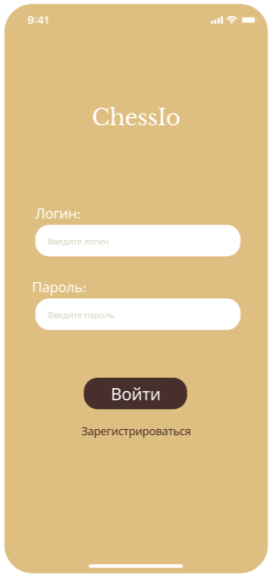 9:41
ChessIo
Логин:
Введите логин
Пароль:
Введите пароль
Войти
Зарегистрироваться